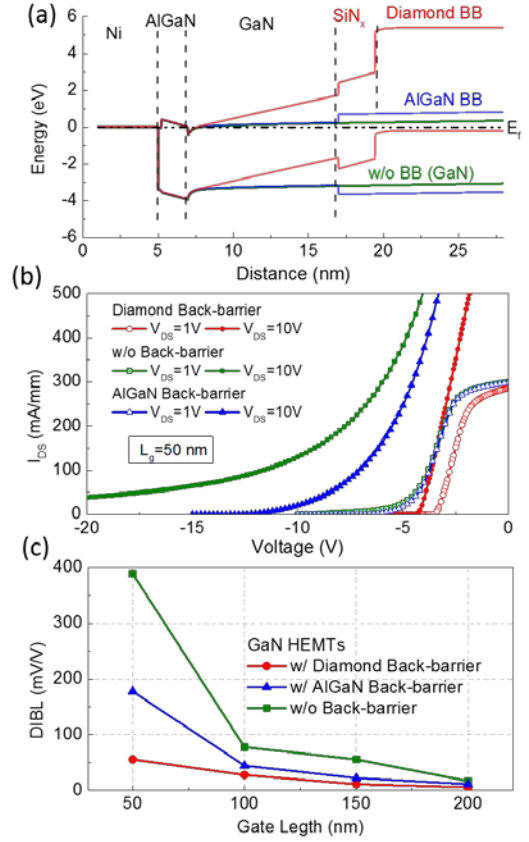 (a)
Ni
AlGaN
GaN
SiNx
Diamond BB
AlGaN BB
Ef
w/o BB (GaN)
Energy (eV)
6
4
2
0
-2
-4
-6
0 5 10 15 20 25
Distance (nm)
(b)
Diamond Back-barrier
VDS=1V VDS=10V
w/o Back-barrier
VDS=1V VDS=10V
AlGaN Back-barrier
VDS=1V VDS=10V
Lg=50 nm
IDS (mA/mm)
500
400
300
200
100
0
-20 -15 -10 -5 0
Voltage (V)
(c)
GaN HEMTs
w/ Diamond Back-barrier
w/ AlGaN Back-barrier
w/o Back-barrier
DIBL (mV/V)
400
300
200
100
0
50 100 150 200
Gate Legth (nm)